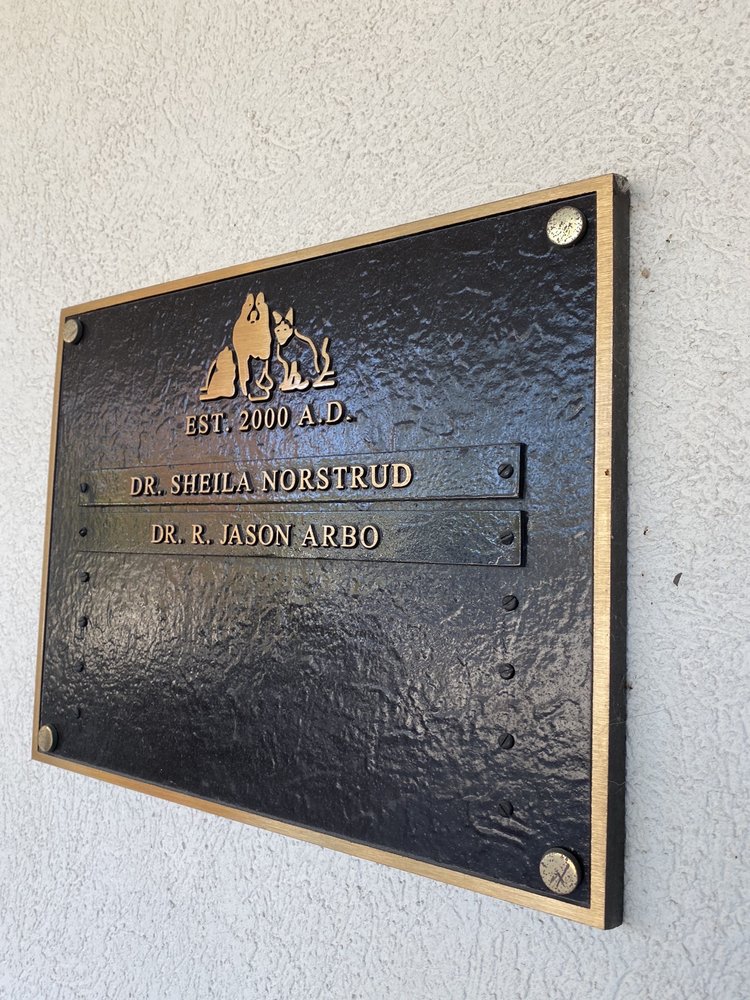 EST. 2000 A.D.
DR. SHEILA NORSTRUD
DR. R. JASON ARBO